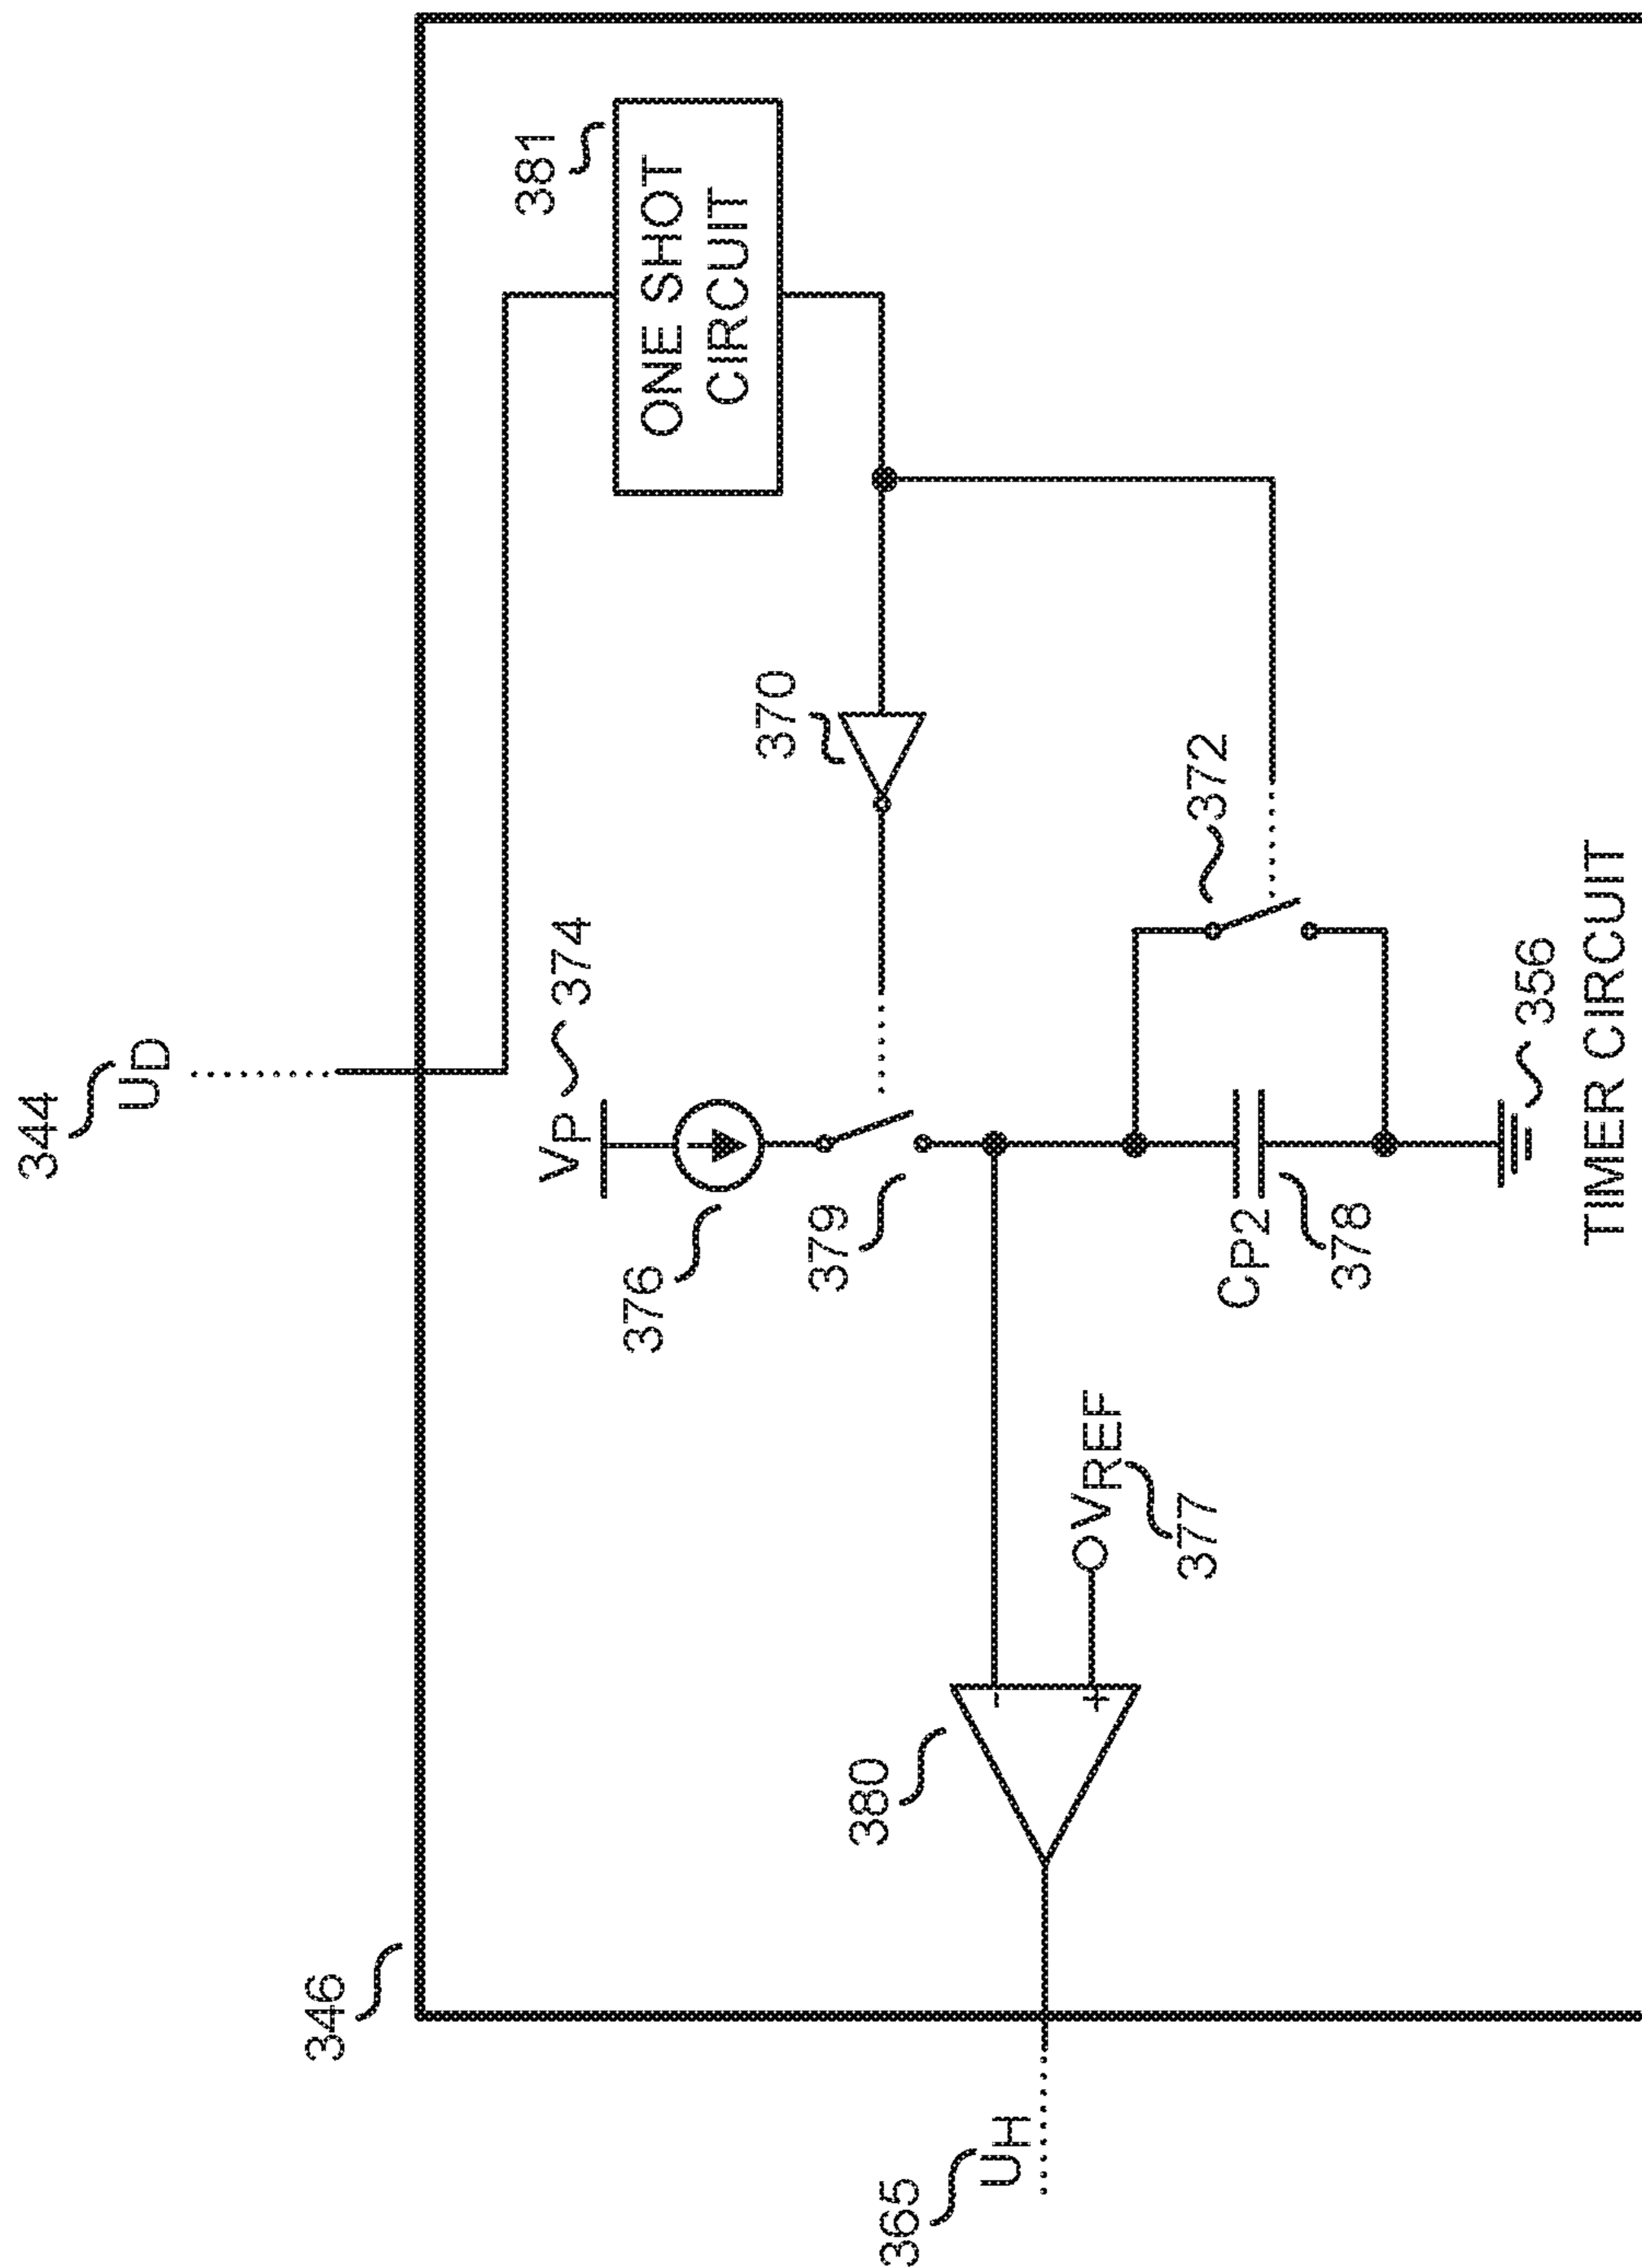 344
UD
346
381
ONE SHOT
CIRCUIT
VP
374
376
370
379
372
380
VREF
377
CP2
378
365
UH
356
TIMER CIRCUIT
-
+